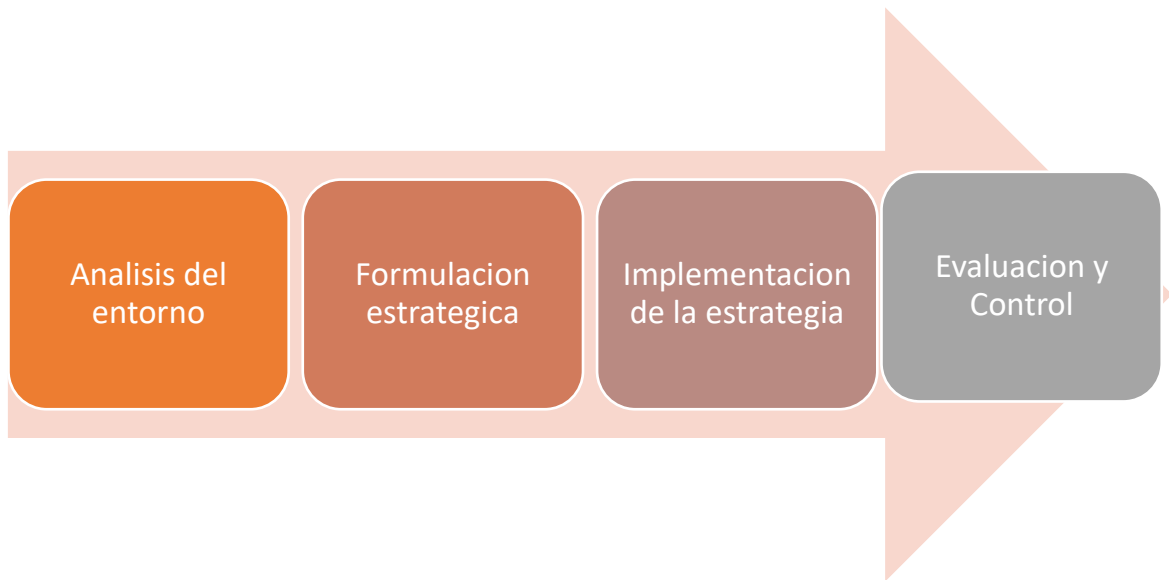 Analisis del
entorno
Formulacion
estrategica
Implementacion
de la estrategia
Evaluacion y
Control